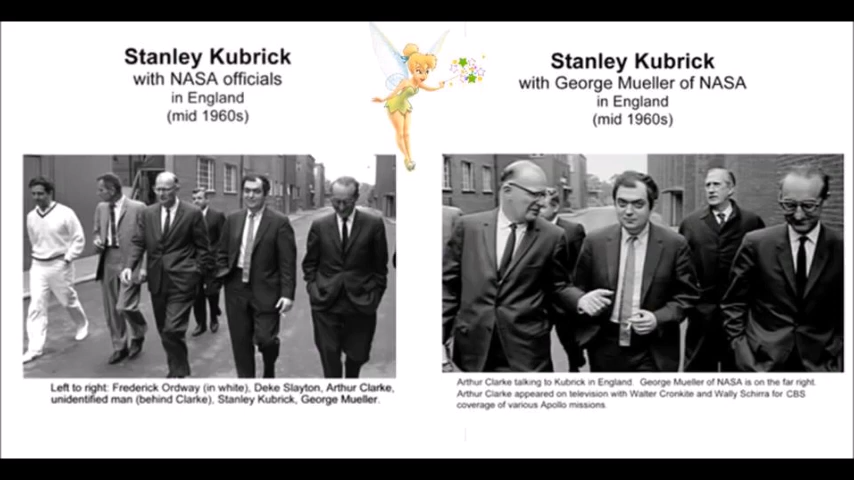 Stanley Kubrick
with NASA officials
in England
(mid 1960s)
Left to right: Frederick Ordway (in white), Deke Slayton, Arthur Clarke,
unidentified man (behind Clarke), Stanley Kubrick, George Mueller.
Stanley Kubrick
with George Mueller of NASA
in England
(mid 1960s)
Arthur Clarke talking to Kubrick in England. George Mueller of NASA is on the far right.
Arthur Clarke appeared on television with Walter Cronkite and Wally Schirra for CBS
coverage of various Apollo missions.